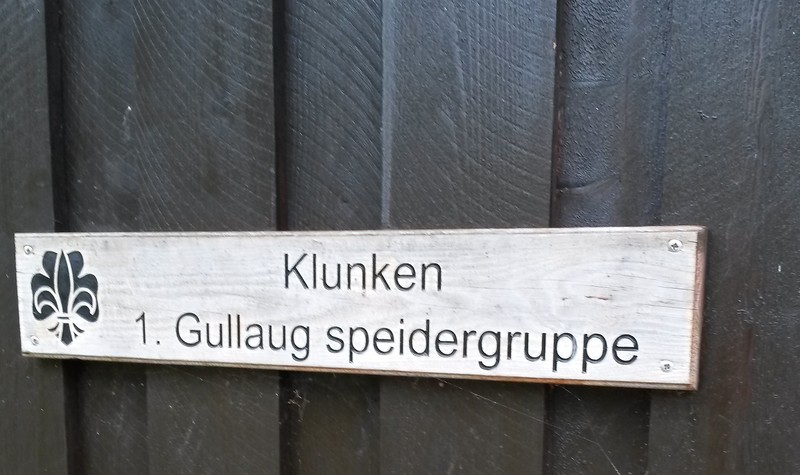 Klunken
1. Gullaug speidergruppe